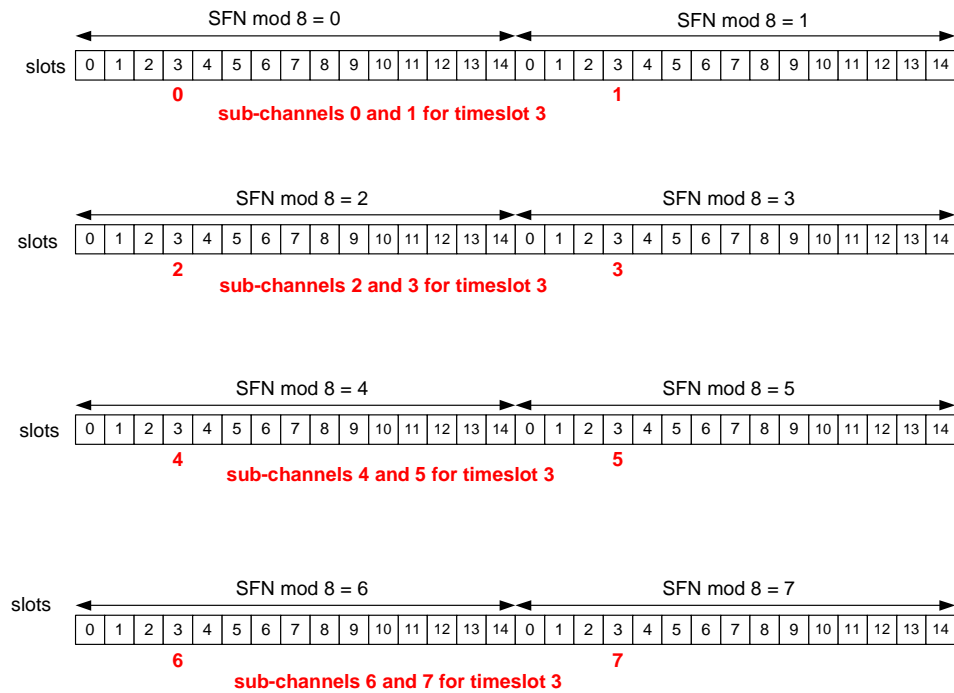 SFN mod 8 = 0 SFN mod 8 = 1
slots 0 1 2 3 4 5 6 7 8 9 10 11 12 13 14 0 1 2 3 4 5 6 7 8 9 10 11 12 13 14
0 1
sub-channels 0 and 1 for timeslot 3
SFN mod 8 = 2 SFN mod 8 = 3
slots 0 1 2 3 4 5 6 7 8 9 10 11 12 13 14 0 1 2 3 4 5 6 7 8 9 10 11 12 13 14
2 3
sub-channels 2 and 3 for timeslot 3
SFN mod 8 = 4 SFN mod 8 = 5
slots 0 1 2 3 4 5 6 7 8 9 10 11 12 13 14 0 1 2 3 4 5 6 7 8 9 10 11 12 13 14
4 5
sub-channels 4 and 5 for timeslot 3
SFN mod 8 = 6 SFN mod 8 = 7
slots
0 1 2 3 4 5 6 7 8 9 10 11 12 13 14 0 1 2 3 4 5 6 7 8 9 10 11 12 13 14
6 7
sub-channels 6 and 7 for timeslot 3